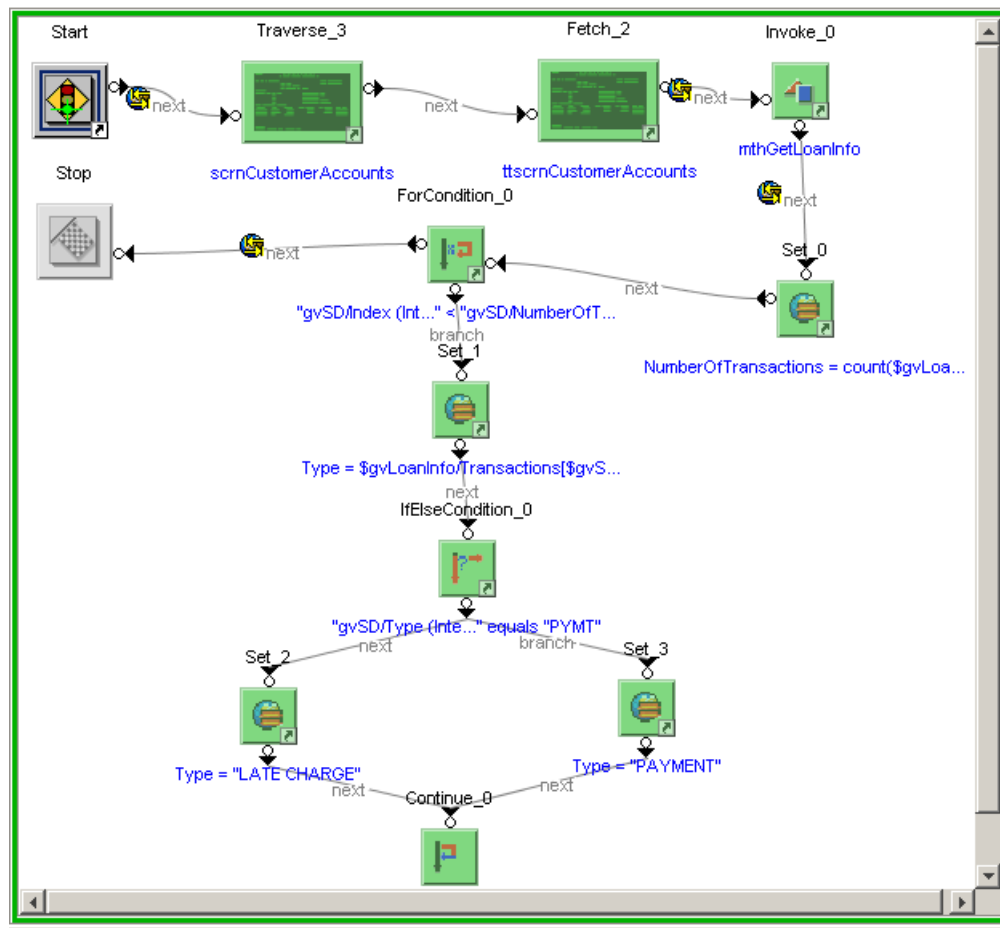 Start
Traverse_3
Fetch_2
Invoke_0
next
next
next
mthGetLoanInfo
Stop
scrnCustomerAccounts
ttscrnCustomerAccounts
ForCondition_0
next
next
Set_0
next
"gvSD/Index (Int..." < "gvSD/NumberOfT...
branch
Set_1
NumberOfTransactions = count($gvLoa...
Type = $gvLoanInfo/Transactions[$gvS...
next
IfElseCondition_0
"gvSD/Type (Inte..." equals "PYMT"
next
branch
Set_2
Set_3
Type = "LATE CHARGE"
Type = "PAYMENT"
next
next
Continue_0